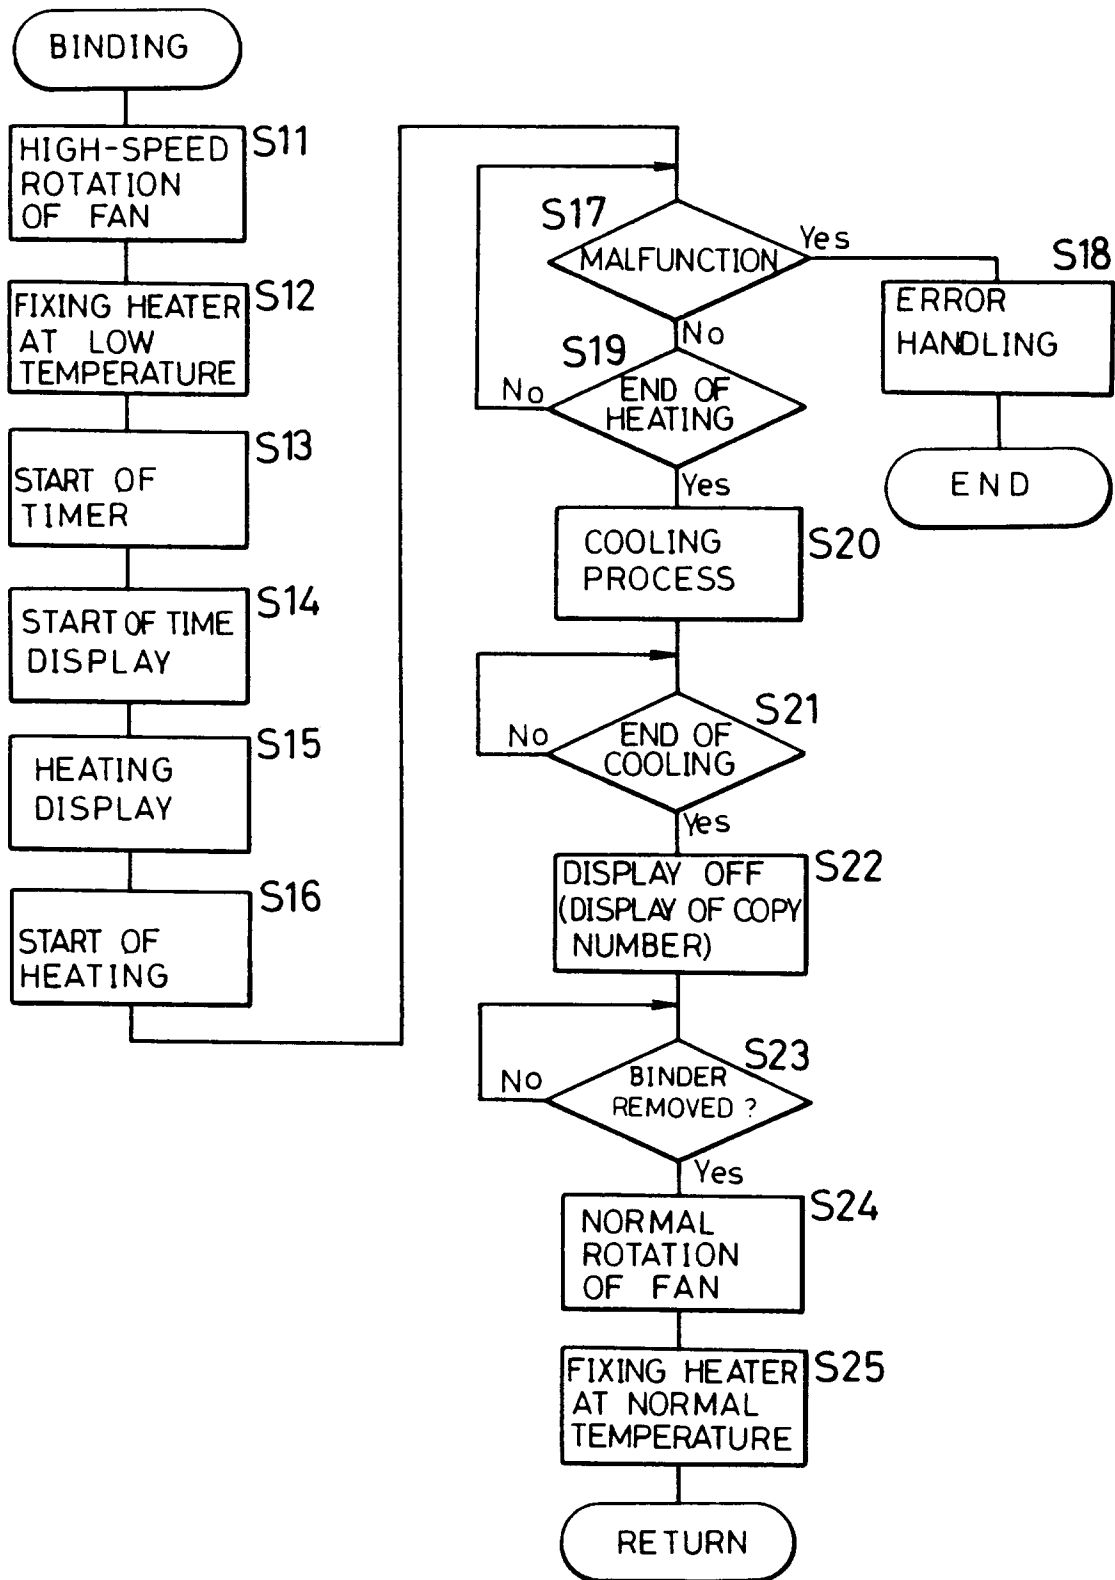 BINDING
S11
HIGH-SPEED
ROTATION
OF FAN
S12
FIXING HEATER
AT LOW
TEMPERATURE
S13
START OF
TIMER
S14
START OF TIME
DISPLAY
S15
HEATING
DISPLAY
S16
START OF
HEATING
S17
MALFUNCTION
Yes
No
S18
ERROR
HANDLING
END
S19
END OF
HEATING
No
Yes
S20
COOLING
PROCESS
S21
END OF
COOLING
No
Yes
S22
DISPLAY OFF
(DISPLAY OF COPY
NUMBER)
S23
BINDER
REMOVED ?
No
Yes
S24
NORMAL
ROTATION
OF FAN
S25
FIXING HEATER
AT NORMAL
TEMPERATURE
RETURN